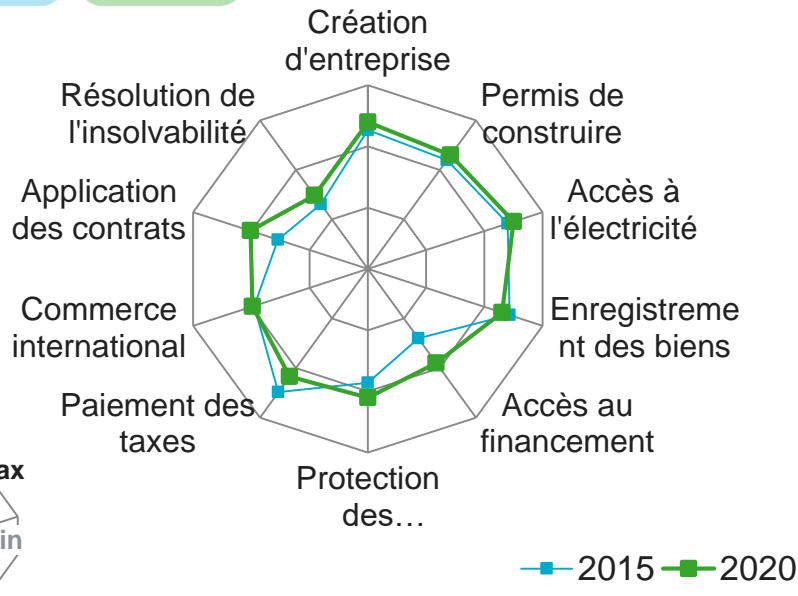 Création
d'entreprise
Permis de
construire
Accès à
l'électricité
Enregistreme
nt des biens
Accès au
financement
Protection
des…
Paiement des
taxes
Commerce
international
Application
des contrats
Résolution de
l'insolvabilité
ax
in
2015
2020